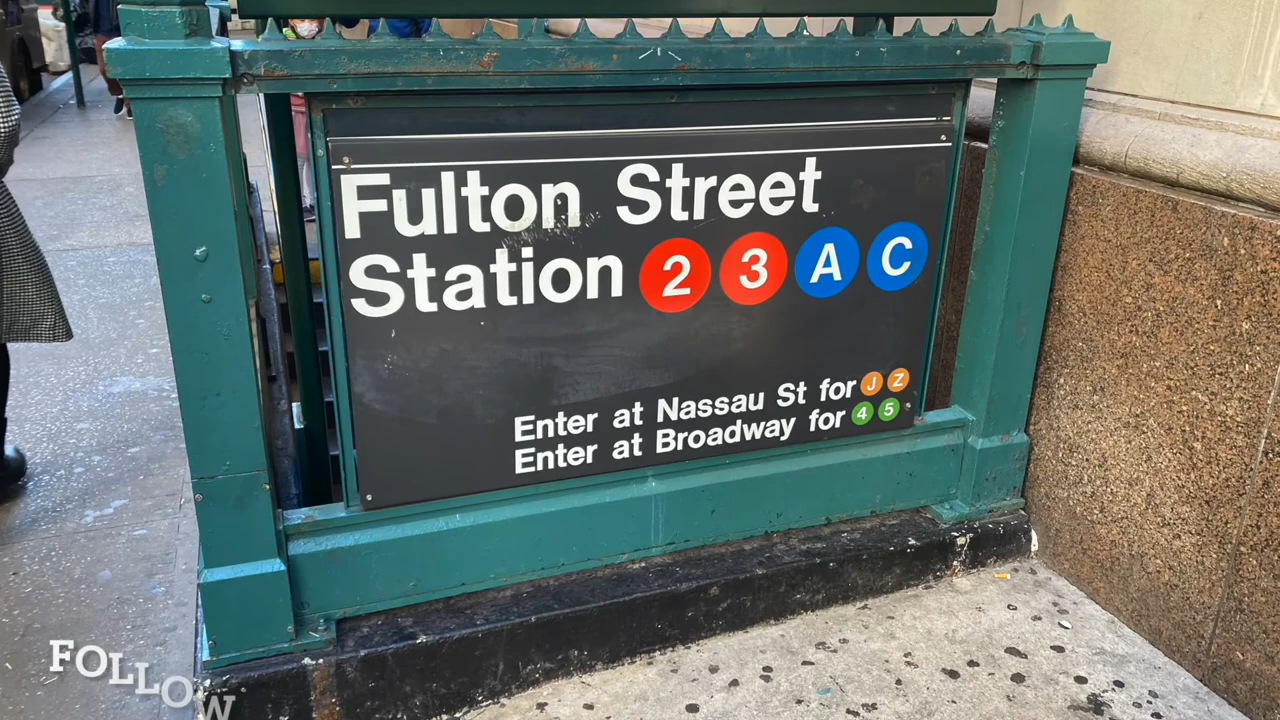 Fulton Street
Station 2 3 A C
Enter at Nassau St for J Z
Enter at Broadway for 4 5
FOLLOW